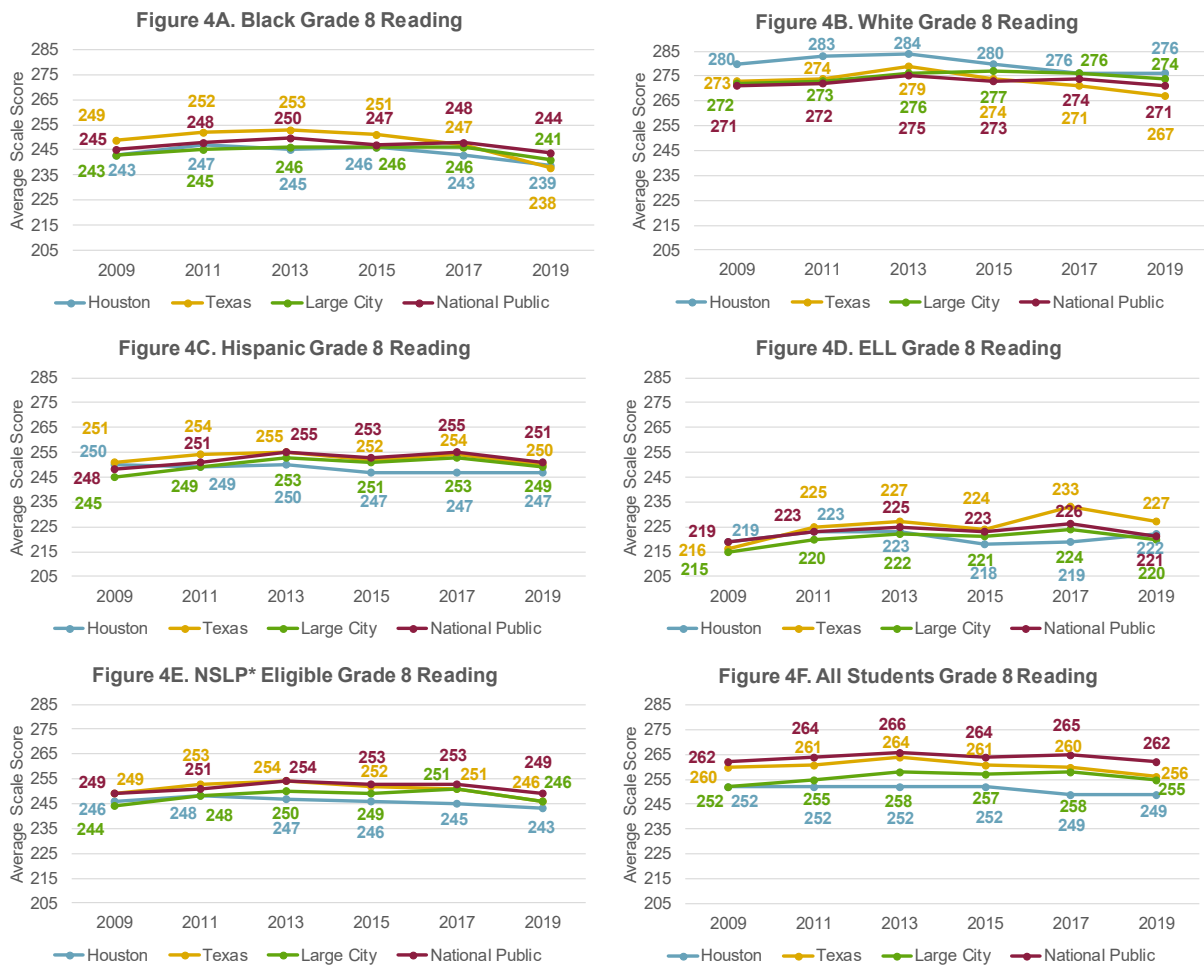 Figure 4A. Black Grade 8 Reading
Average Scale Score
285
275
265
255
245
235
225
215
205
249 252 253 251 248 244
245 248 250 247 247 241
243 243 247 246 246 246 246 243 239
245 245 238
2009 2011 2013 2015 2017 2019
Houston Texas Large City National Public
Figure 4B. White Grade 8 Reading
Average Scale Score
285
275
265
255
245
235
225
215
205
280 283 284 280 276 276 276
273 274 279 277 274 274
272 273 276 274 271 271
271 272 275 273 267
2009 2011 2013 2015 2017 2019
Houston Texas Large City National Public
Figure 4C. Hispanic Grade 8 Reading
Average Scale Score
285
275
265
255
245
235
225
215
205
251 254 255 255 253 255 251
250 251 252 254 250
248 249 249 253 251 253 249
245 250 247 247 247
2009 2011 2013 2015 2017 2019
Houston Texas Large City National Public
Figure 4D. ELL Grade 8 Reading
Average Scale Score
285
275
265
255
245
235
225
215
205
225 227 224 233 227
219 219 223 223 225 223 226
216 223 222
215 220 222 221 224 221 220
218 219
2009 2011 2013 2015 2017 2019
Houston Texas Large City National Public
Figure 4E. NSLP* Eligible Grade 8 Reading
Average Scale Score
285
275
265
255
245
235
225
215
205
253 253 253
249 249 251 254 254 252 251 251 249
246 248 248 250 249 246 246
244 247 246 245 243
2009 2011 2013 2015 2017 2019
Houston Texas Large City National Public
Figure 4F. All Students Grade 8 Reading
Average Scale Score
285
275
265
255
245
235
225
215
205
262 264 266 264 265 262
260 261 264 261 260 256
252 252 255 258 257 258 255
252 252 252 249 249
2009 2011 2013 2015 2017 2019
Houston Texas Large City National Public